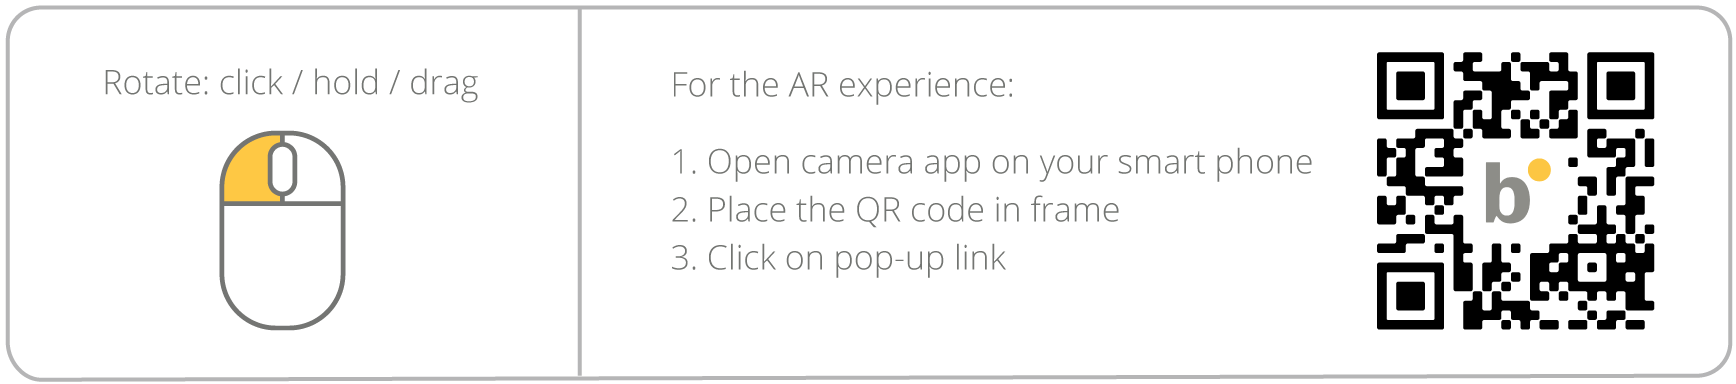 Rotate: click / hold / drag
For the AR experience:
1. Open camera app on your smart phone
2. Place the QR code in frame
3. Click on pop-up link
b